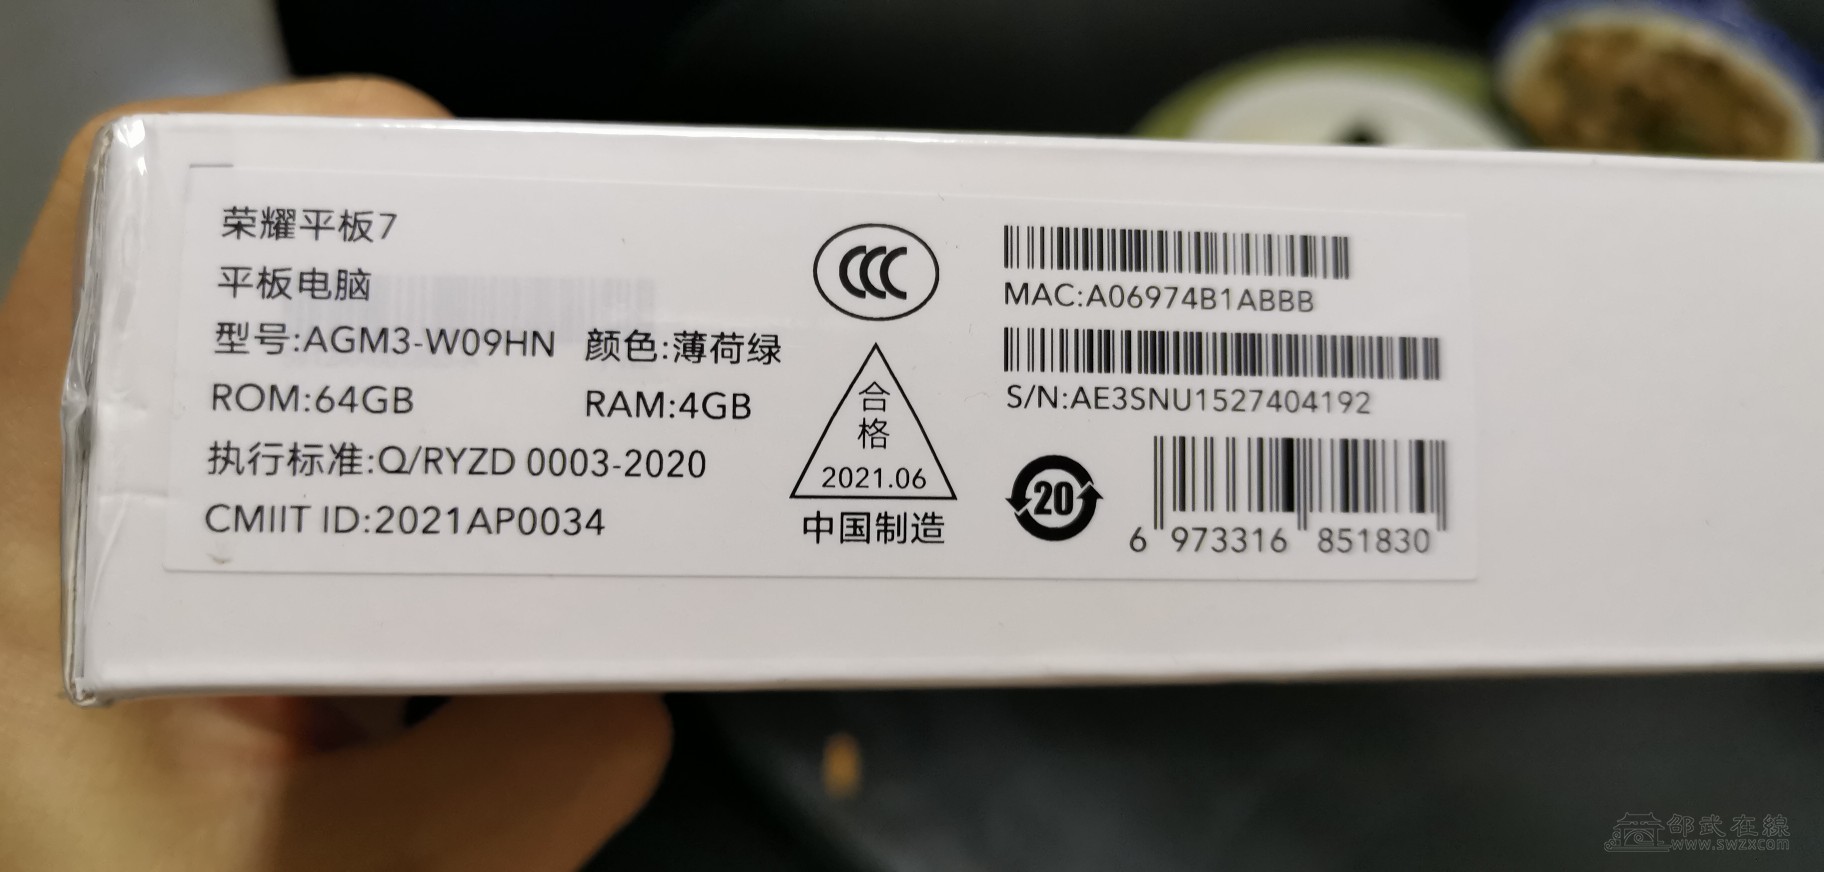 荣耀平板7
平板电脑
型号:AGM3-W09HN 颜色:薄荷绿
ROM:64GB RAM:4GB
执行标准:Q/RYZD 0003-2020
CMIIT ID:2021AP0034
CCC
合格
2021.06
中国制造
MAC:A06974B1ABBB
S/N:AE3SNU1527404192
20
6 973316 851830
邵武在線
www.swzx.com